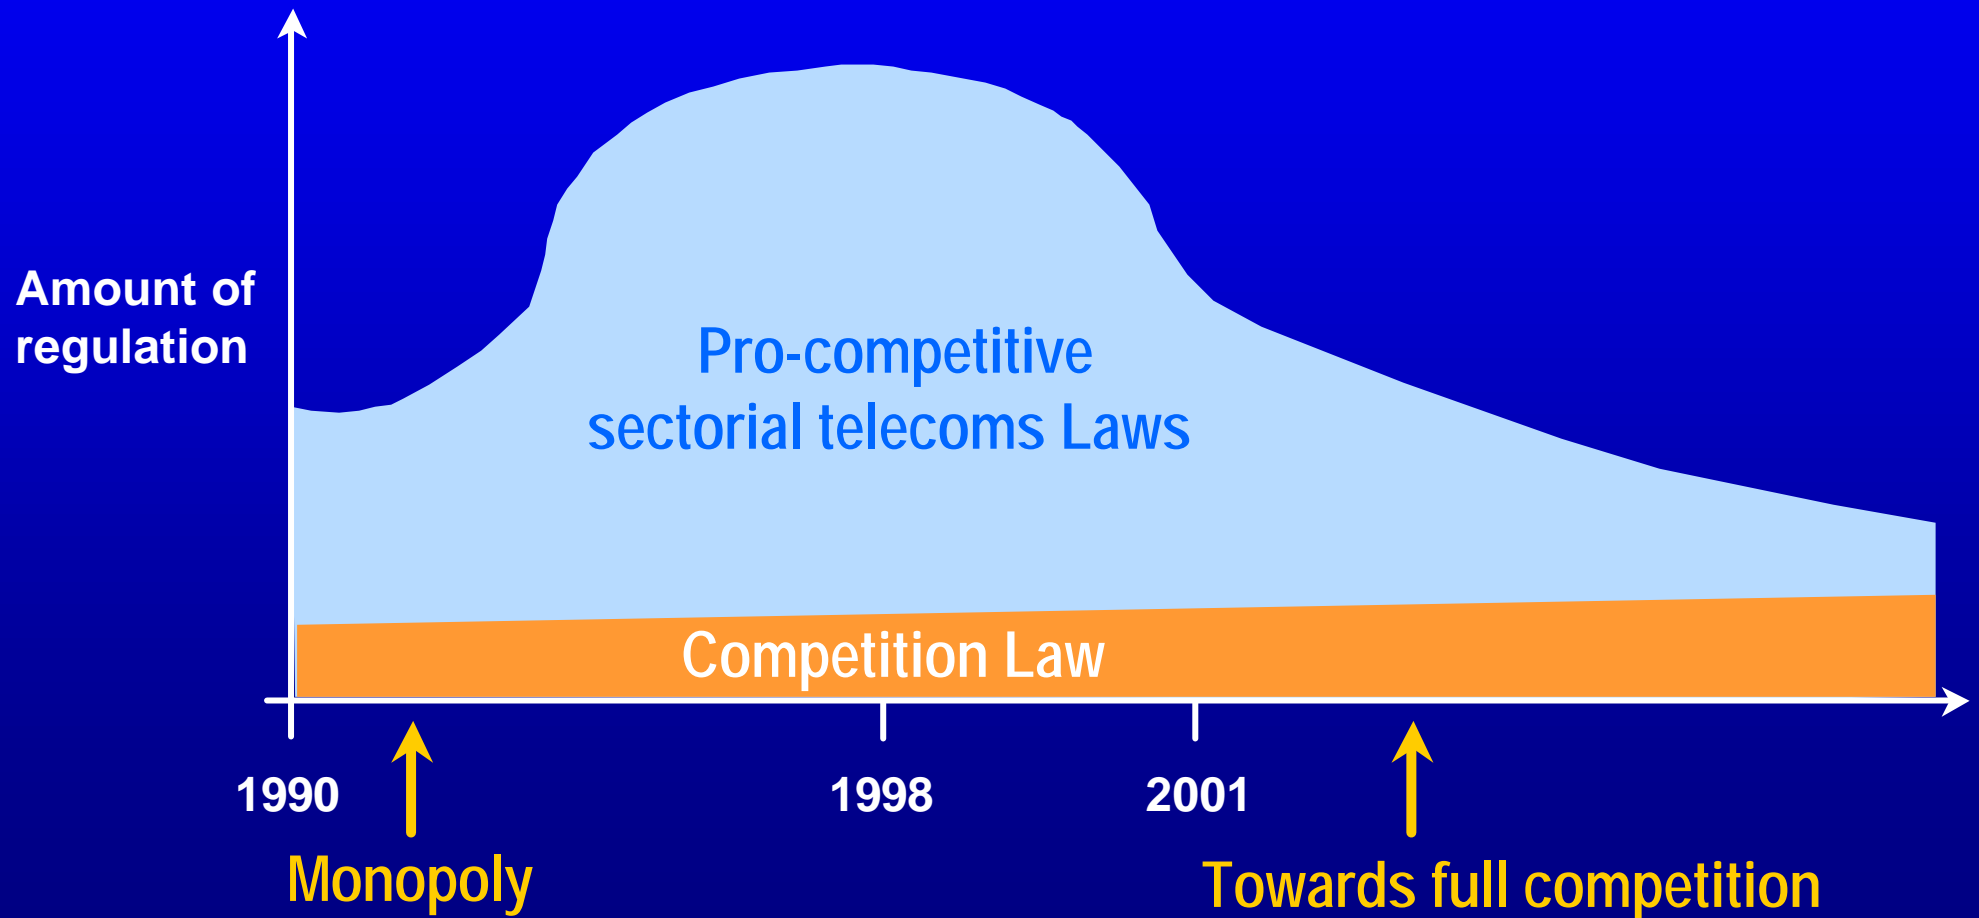 Amount of
regulation
Pro-competitive
sectorial telecoms Laws
Competition Law
1990
1998
2001
Monopoly
Towards full competition